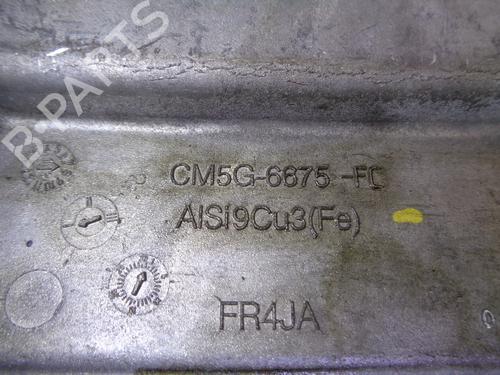 B-PARTS
CM5G-6675-FC
AlSi9Cu3(Fe)
FR4JA